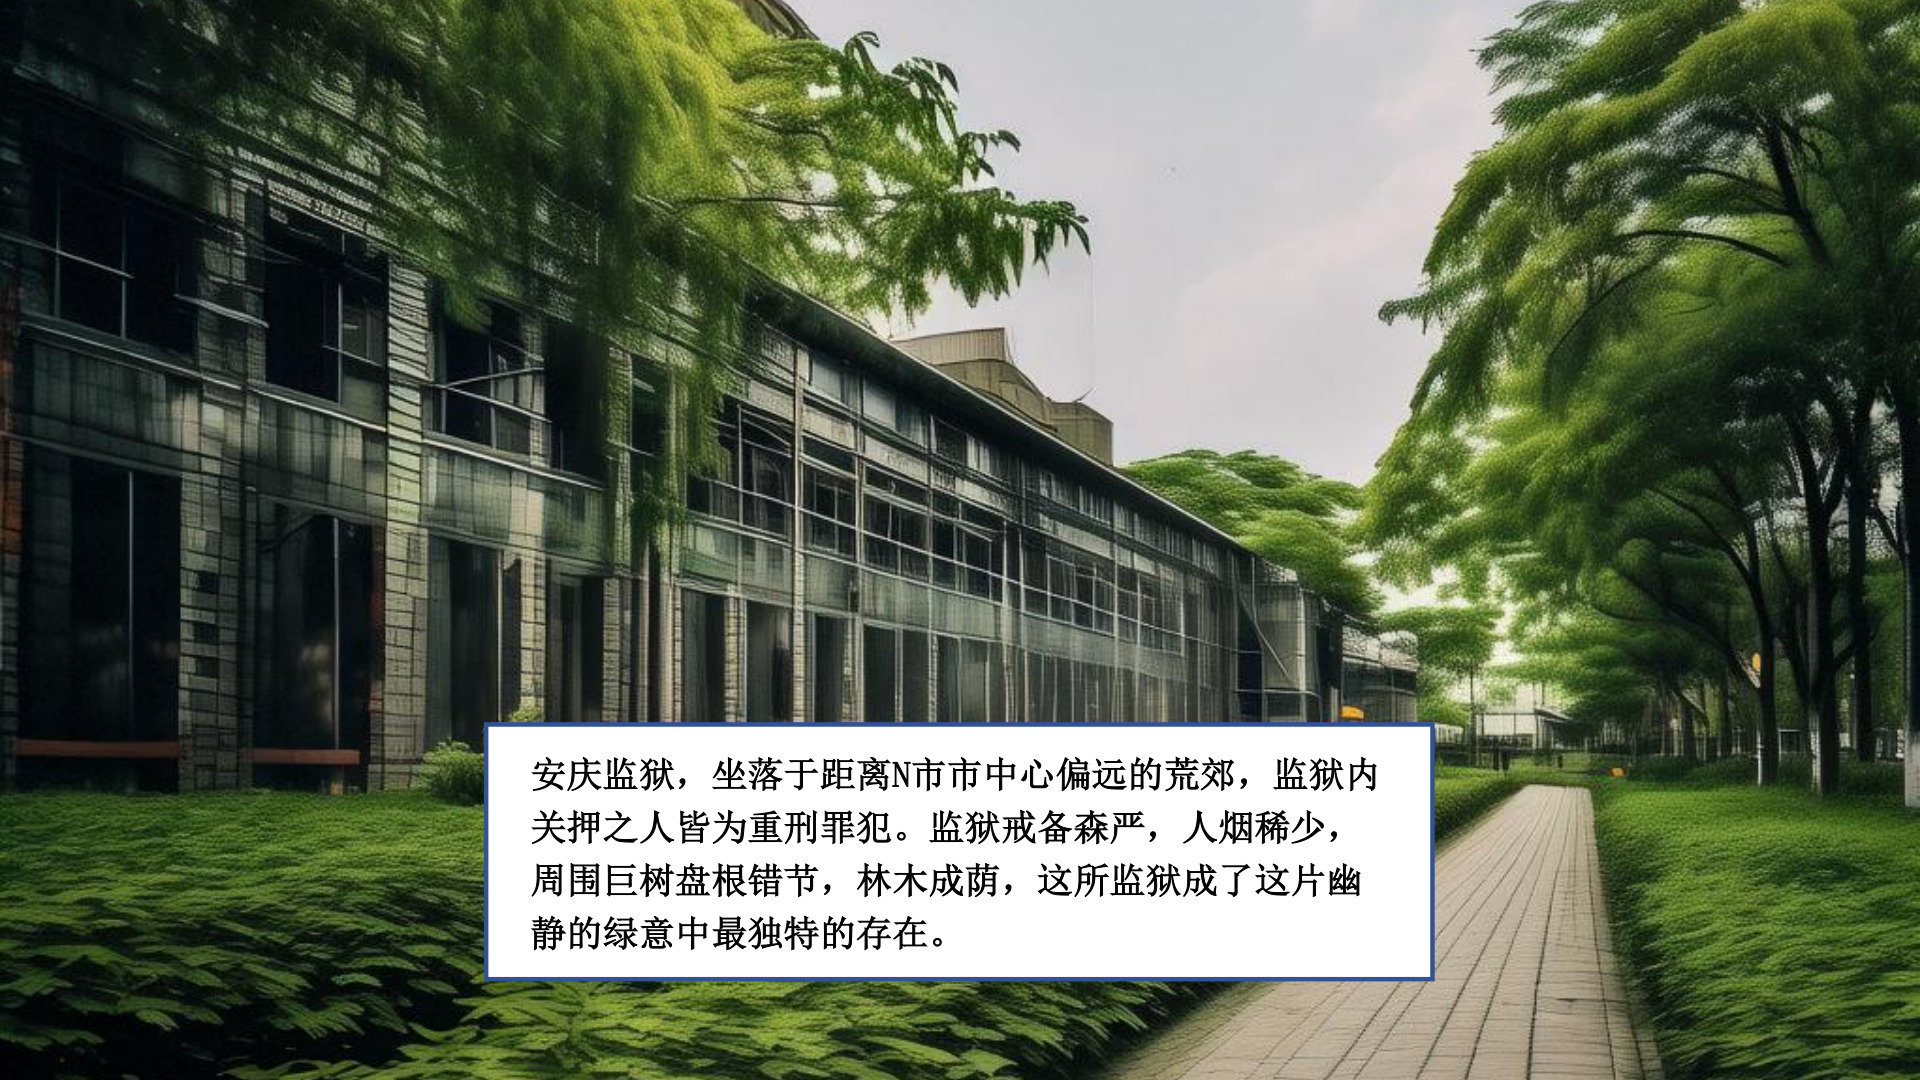 安庆监狱，坐落于距离N市市中心偏远的荒郊，监狱内
关押之人皆为重刑罪犯。监狱戒备森严，人烟稀少，
周围巨树盘根错节，林木成荫，这所监狱成了这片幽
静的绿意中最独特的存在。